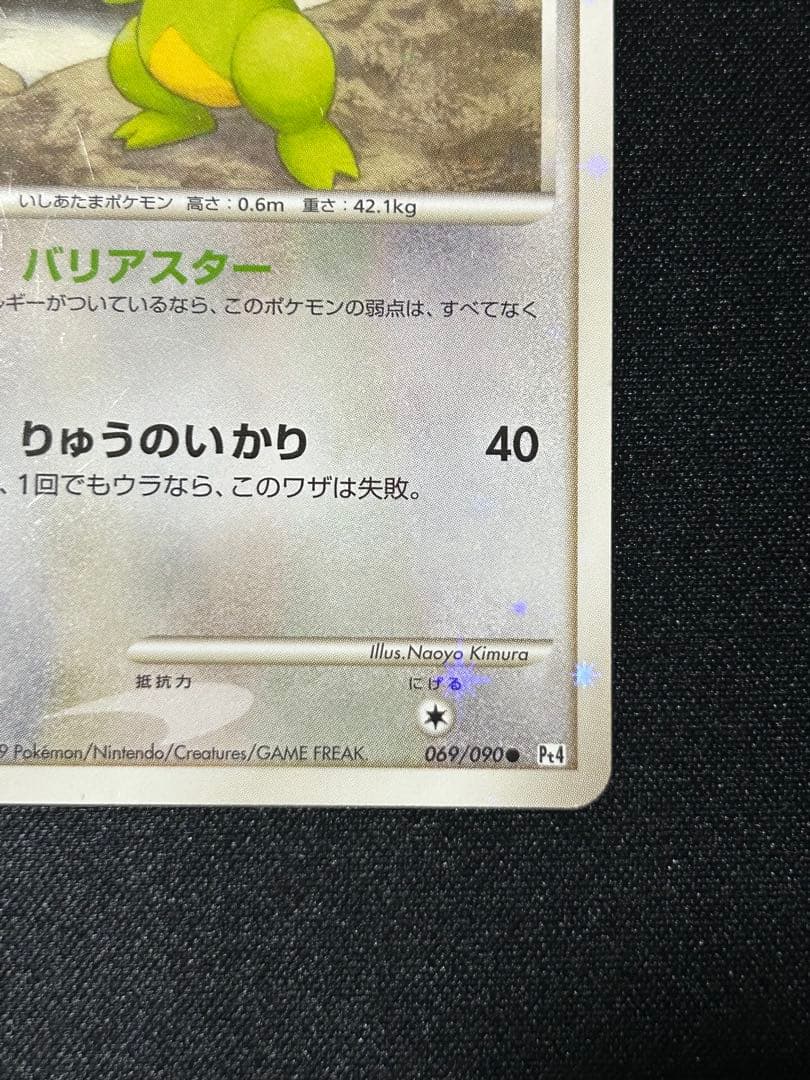 いしあたまポケモン 高さ：0.6m 重さ：42.1kg
バリアスター
ギーがついているなら、このポケモンの弱点は、すべてなく
りゅうのいかり 40
、1回でもウラなら、このワザは失敗。
Illus.Naoyo Kimura
抵抗力 にげる
9 Pokémon/Nintendo/Creatures/GAME FREAK.
069/090● Pt4